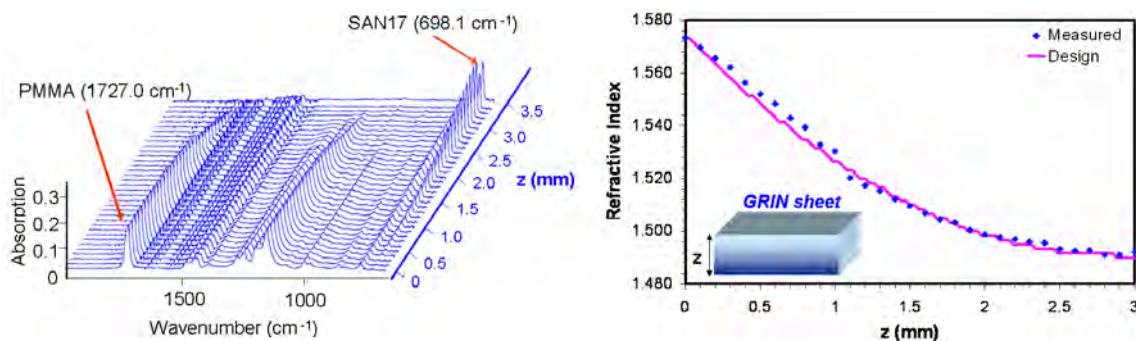 SAN17 (698.1 cm⁻¹)
PMMA (1727.0 cm⁻¹)
3.5
3.0
2.5
2.0
1.5
1.0
0.5
0
z (mm)
Absorption
0.3
0.2
0.1
0
1500
1000
Wavenumber (cm⁻¹)
1.580
1.560
1.540
1.520
1.500
1.480
Refractive Index
Measured
Design
GRIN sheet
z
0
0.5
1
1.5
2
2.5
3
z (mm)